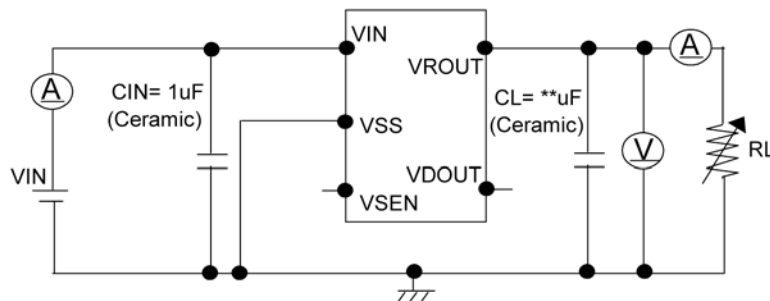 VIN
VROUT
A
A
CIN= 1uF
(Ceramic)
CL= **uF
(Ceramic)
VSS
V
RL
VIN
VDOUT
VSEN